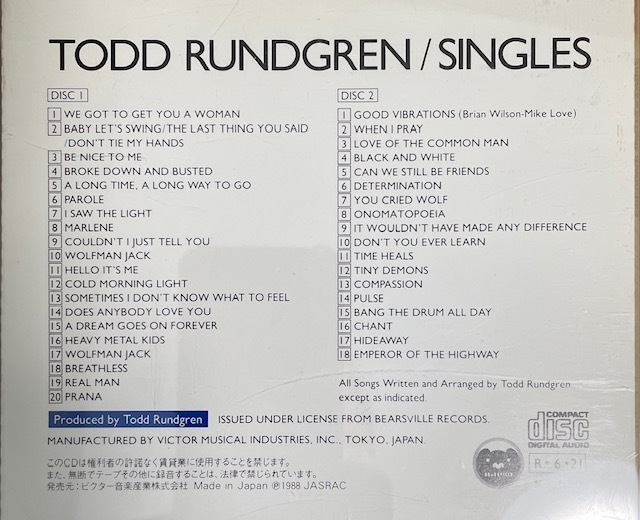 TODD RUNDGREN / SINGLES
DISC 1
1 WE GOT TO GET YOU A WOMAN
2 BABY LET'S SWING/THE LAST THING YOU SAID
/DON'T TIE MY HANDS
3 BE NICE TO ME
4 BROKE DOWN AND BUSTED
5 A LONG TIME, A LONG WAY TO GO
6 PAROLE
7 I SAW THE LIGHT
8 MARLENE
9 COULDN'T I JUST TELL YOU
10 WOLFMAN JACK
11 HELLO IT'S ME
12 COLD MORNING LIGHT
13 SOMETIMES I DON'T KNOW WHAT TO FEEL
14 DOES ANYBODY LOVE YOU
15 A DREAM GOES ON FOREVER
16 HEAVY METAL KIDS
17 WOLFMAN JACK
18 BREATHLESS
19 REAL MAN
20 PRANA
DISC 2
1 GOOD VIBRATIONS (Brian Wilson-Mike Love)
2 WHEN I PRAY
3 LOVE OF THE COMMON MAN
4 BLACK AND WHITE
5 CAN WE STILL BE FRIENDS
6 DETERMINATION
7 YOU CRIED WOLF
8 ONOMATOPOEIA
9 IT WOULDN'T HAVE MADE ANY DIFFERENCE
10 DON'T YOU EVER LEARN
11 TIME HEALS
12 TINY DEMONS
13 COMPASSION
14 PULSE
15 BANG THE DRUM ALL DAY
16 CHANT
17 HIDEAWAY
18 EMPEROR OF THE HIGHWAY
All Songs Written and Arranged by Todd Rundgren
except as indicated.
Produced by Todd Rundgren ISSUED UNDER LICENSE FROM BEARSVILLE RECORDS.
MANUFACTURED BY VICTOR MUSICAL INDUSTRIES, INC., TOKYO, JAPAN.
このCDは権利者の許諾なく賃貸業に使用することを禁じます。
また、無断でテープその他に録音することは、法律で禁じられています。
発売元:ビクター音楽産業株式会社 Made in Japan Ⓟ1988 JASRAC
COMPACT
disc
DIGITAL AUDIO
R・6・21